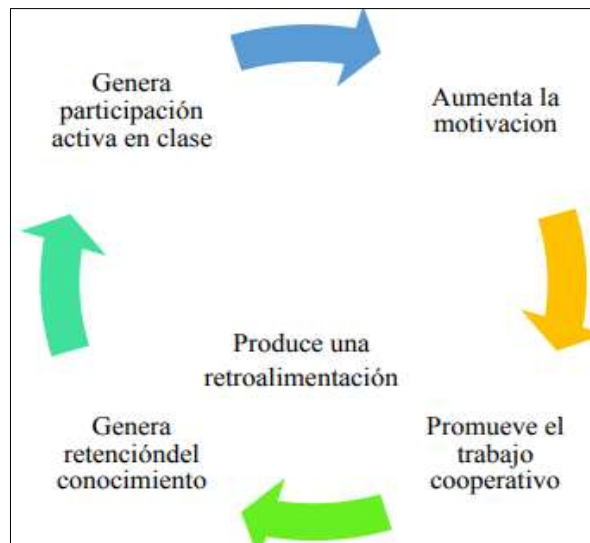 Genera
participación
activa en clase
Aumenta la
motivacion
Produce una
retroalimentación
Genera
retencióndel
conocimiento
Promueve el
trabajo
cooperativo